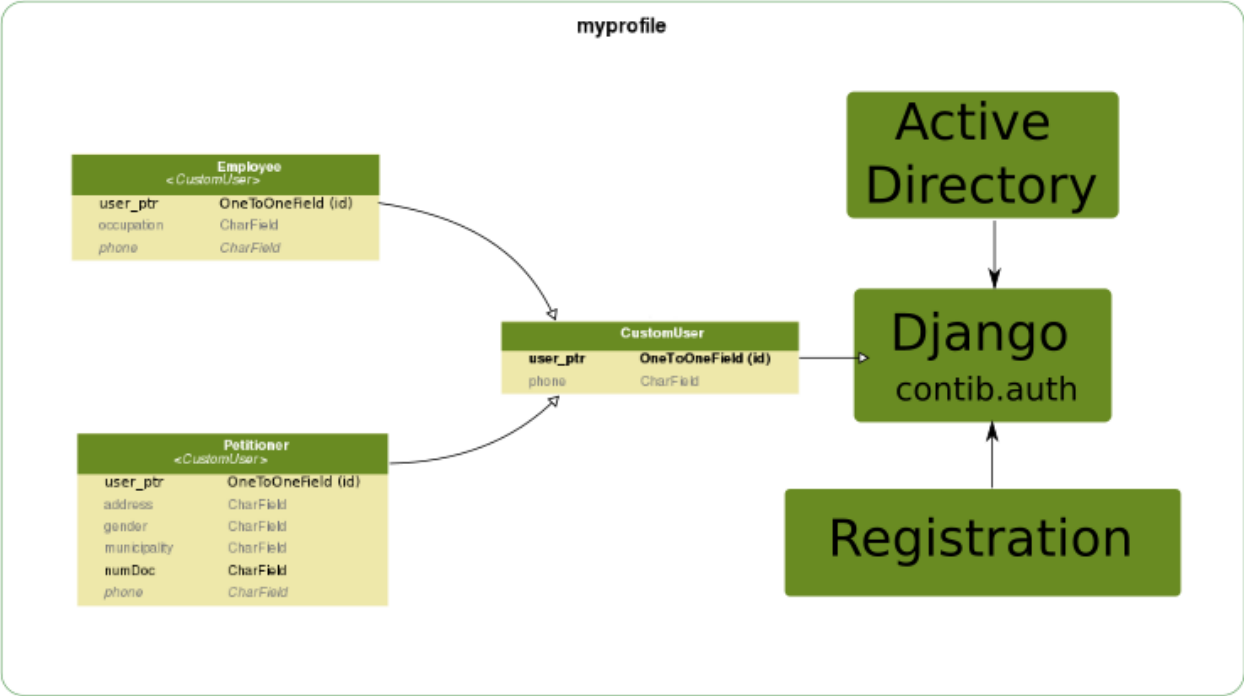 myprofile
Employee
<CustomUser>
user_ptr OneToOneField (id)
occupation CharField
phone CharField
Petitioner
<CustomUser>
user_ptr OneToOneField (id)
address CharField
gender CharField
municipality CharField
numDoc CharField
phone CharField
CustomUser
user_ptr OneToOneField (id)
phone CharField
Active
Directory
Django
contib.auth
Registration